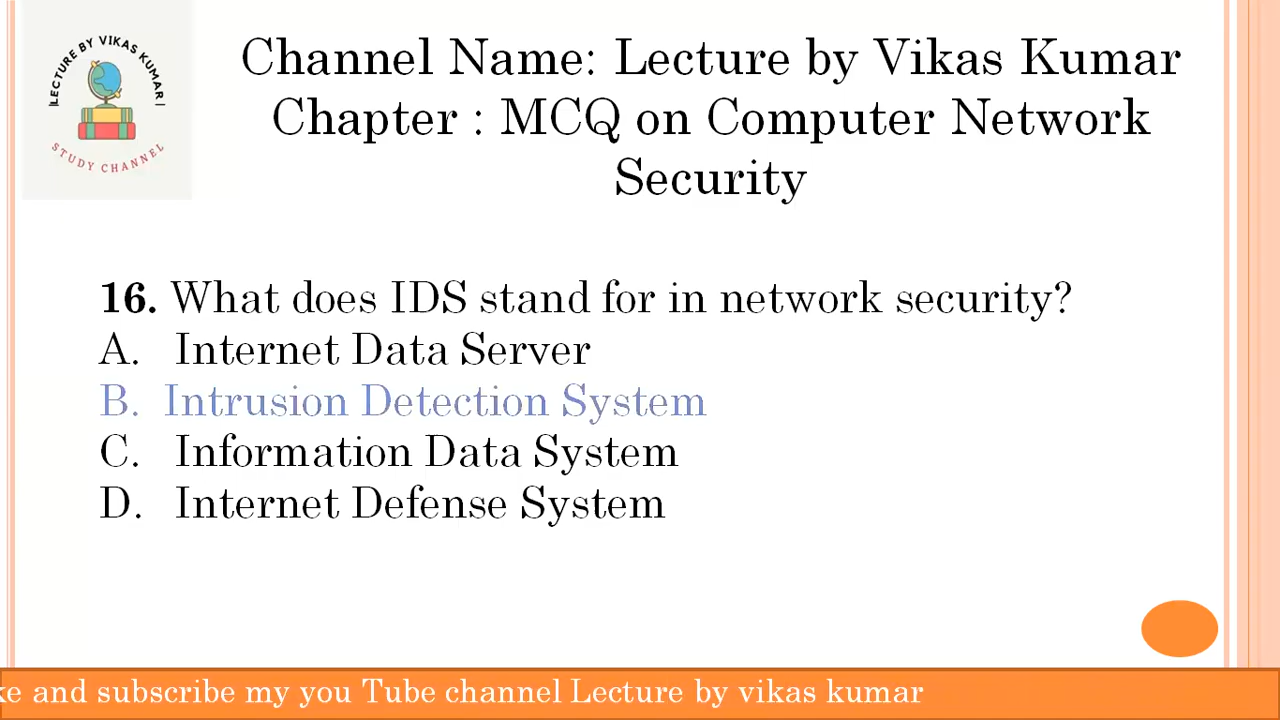 LECTURE BY VIKAS KUMAR
STUDY CHANNEL
Channel Name: Lecture by Vikas Kumar
Chapter : MCQ on Computer Network
Security
16. What does IDS stand for in network security?
A. Internet Data Server
B. Intrusion Detection System
C. Information Data System
D. Internet Defense System
and subscribe my you Tube channel Lecture by vikas kumar